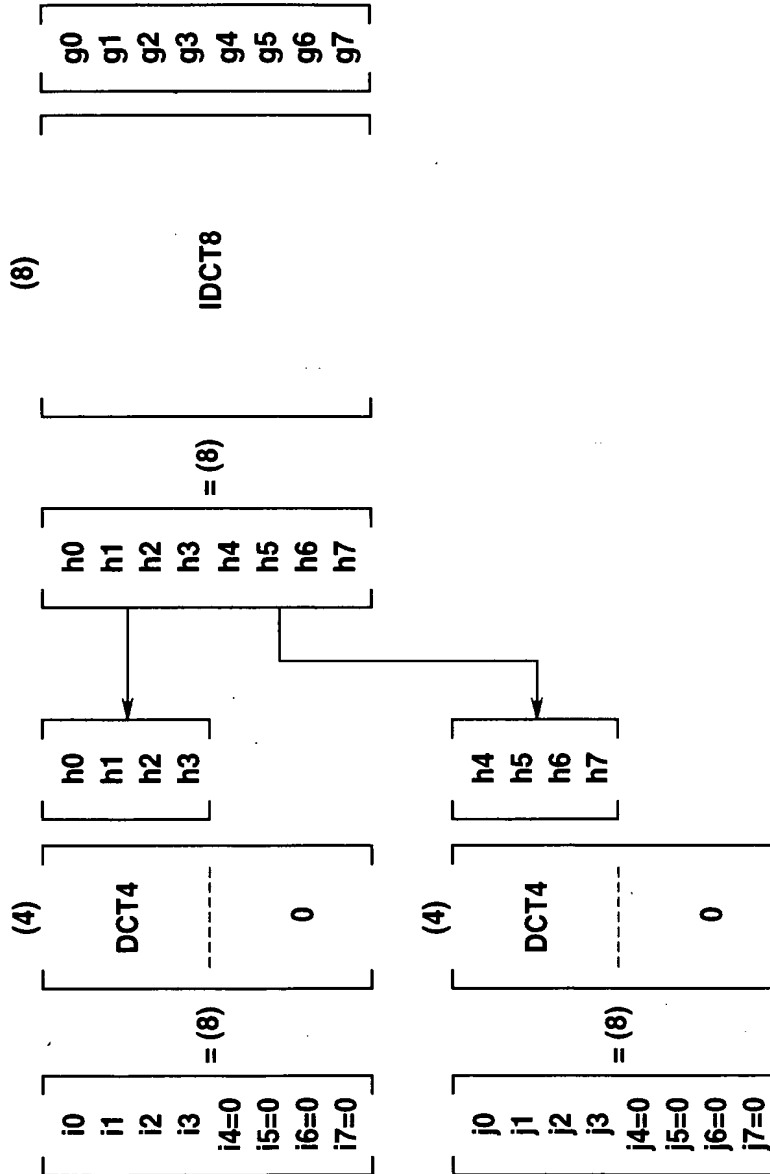 i0
i1
i2
i3
i4=0
i5=0
i6=0
i7=0
= (8)
(4)
DCT4
0
h0
h1
h2
h3
h0
h1
h2
h3
h4
h5
h6
h7
= (8)
(8)
IDCT8
g0
g1
g2
g3
g4
g5
g6
g7
j0
j1
j2
j3
j4=0
j5=0
j6=0
j7=0
= (8)
(4)
DCT4
0
h4
h5
h6
h7